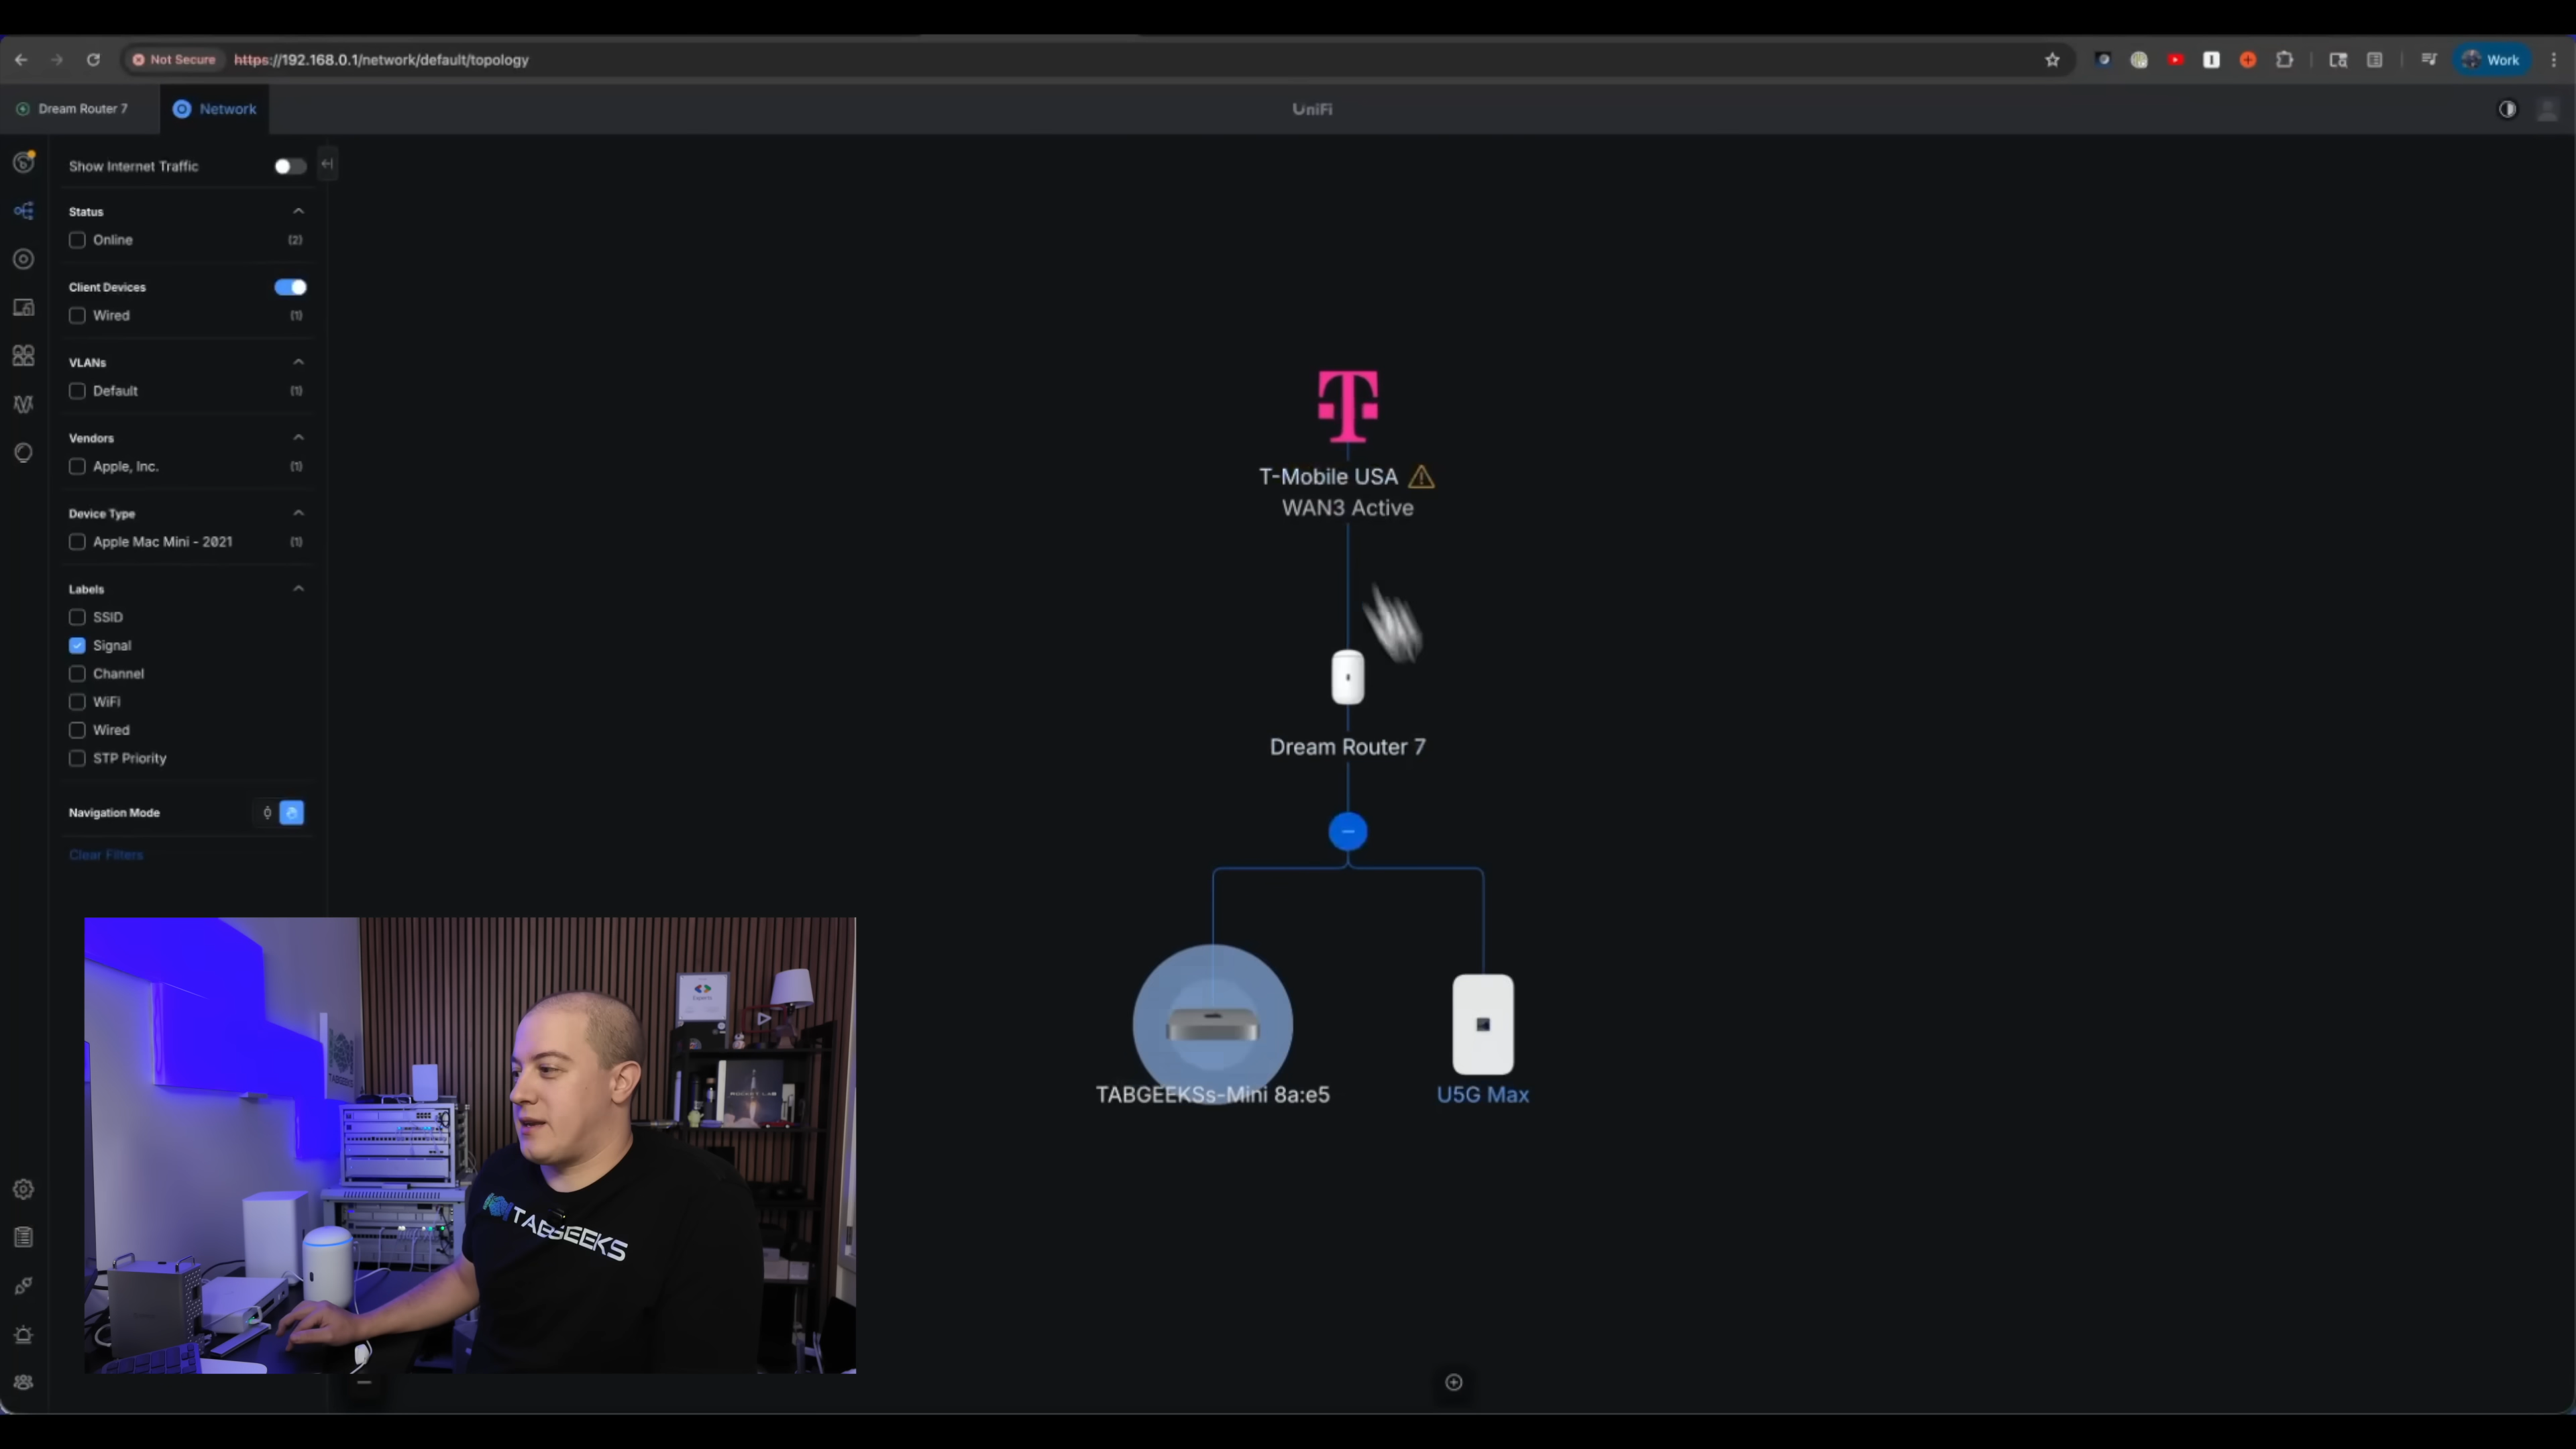 Not Secure https://192.168.0.1/network/default/topology
Work
Dream Router 7
Network
UniFi
Show Internet Traffic
Status
Online (2)
Client Devices
Wired (1)
VLANs
Default (1)
Vendors
Apple, Inc. (1)
Device Type
Apple Mac Mini - 2021 (1)
Labels
SSID
Signal
Channel
WiFi
Wired
STP Priority
Navigation Mode
Clear Filters
T-Mobile USA
WAN3 Active
Dream Router 7
TABGEEKSs-Mini 8a:e5
U5G Max
ROCKET LAB
TABGEEKS